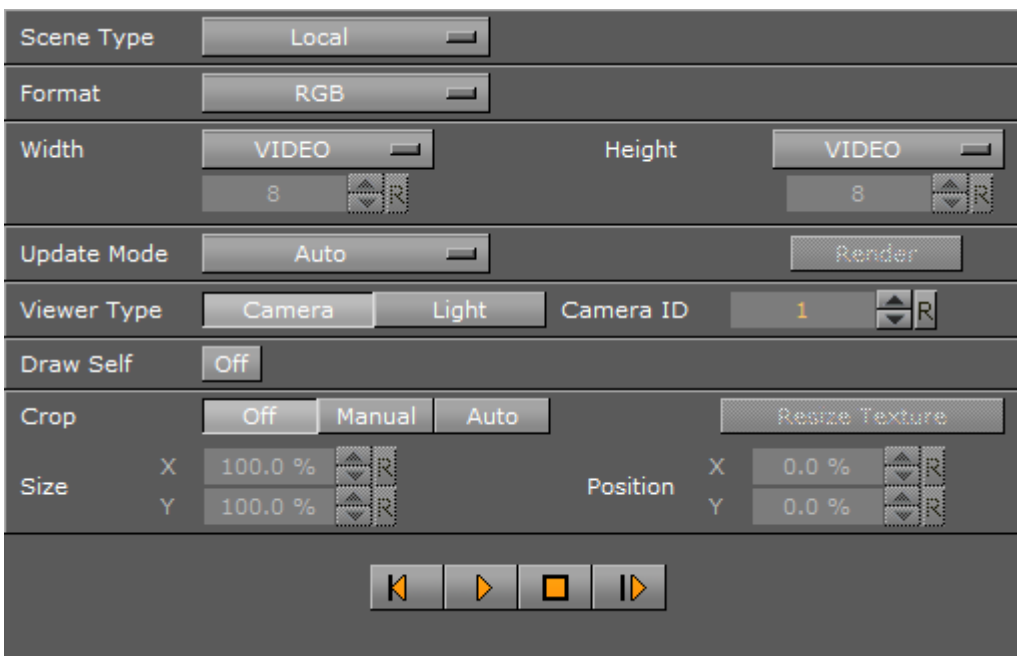 Scene Type Local
Format RGB
Width VIDEO Height VIDEO
8 R 8 R
Update Mode Auto Render
Viewer Type Camera Light Camera ID 1 R
Draw Self Off
Crop Off Manual Auto Resize Texture
Size X 100.0 % R Position X 0.0 % R
Y 100.0 % R Y 0.0 % R